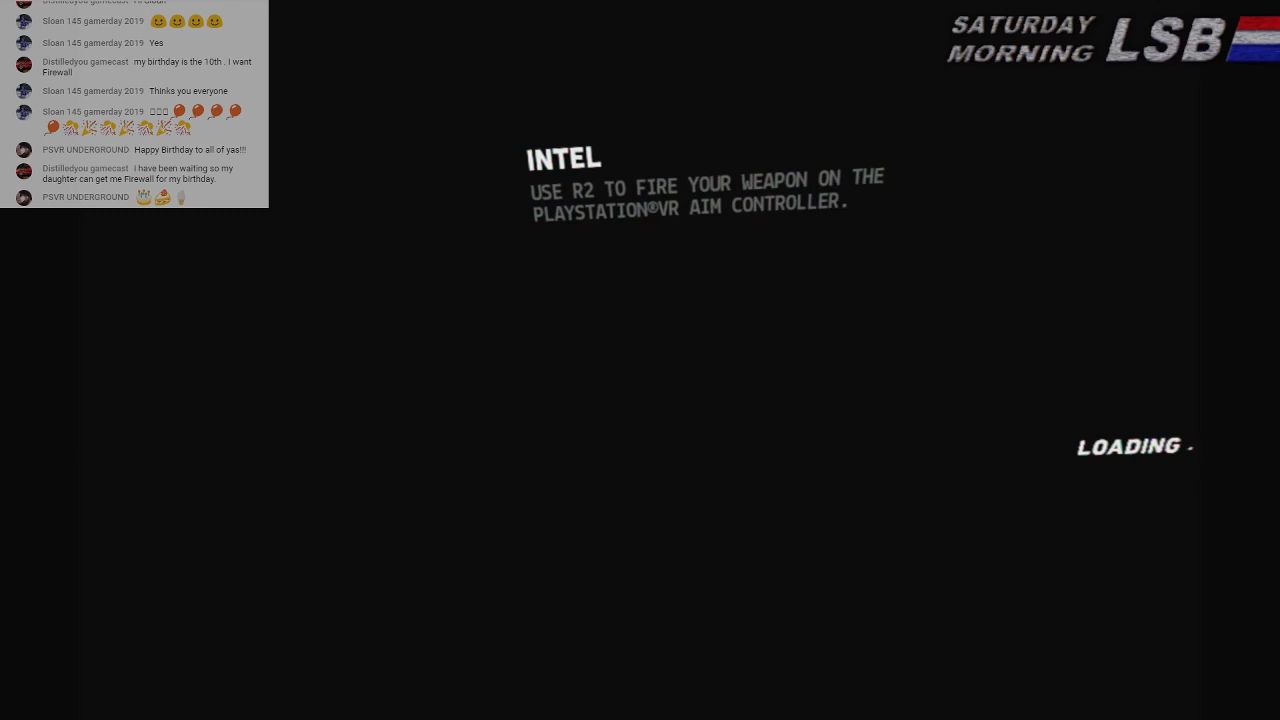 Sloan 145 gamerday 2019
Sloan 145 gamerday 2019 Yes
Distilledyou gamecast my birthday is the 10th . I want
Firewall
Sloan 145 gamerday 2019 Thinks you everyone
Sloan 145 gamerday 2019
PSVR UNDERGROUND Happy Birthday to all of yas!!!
Distilledyou gamecast I have been waiting so my
daughter can get me Firewall for my birthday.
PSVR UNDERGROUND
SATURDAY
MORNING LSB
INTEL
USE R2 TO FIRE YOUR WEAPON ON THE
PLAYSTATION®VR AIM CONTROLLER.
LOADING .